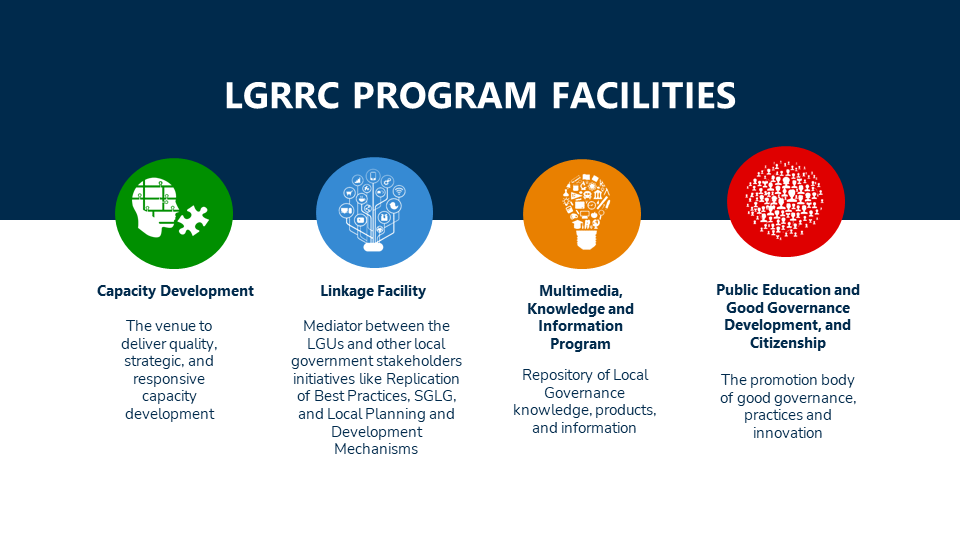 LGRRC PROGRAM FACILITIES
Capacity Development
The venue to
deliver quality,
strategic, and
responsive
capacity
development
Linkage Facility
Mediator between the
LGUs and other local
government stakeholders
initiatives like Replication
of Best Practices, SGLG,
and Local Planning and
Development
Mechanisms
Multimedia,
Knowledge and
Information
Program
Repository of Local
Governance
knowledge, products,
and information
Public Education and
Good Governance
Development, and
Citizenship
The promotion body
of good governance,
practices and
innovation